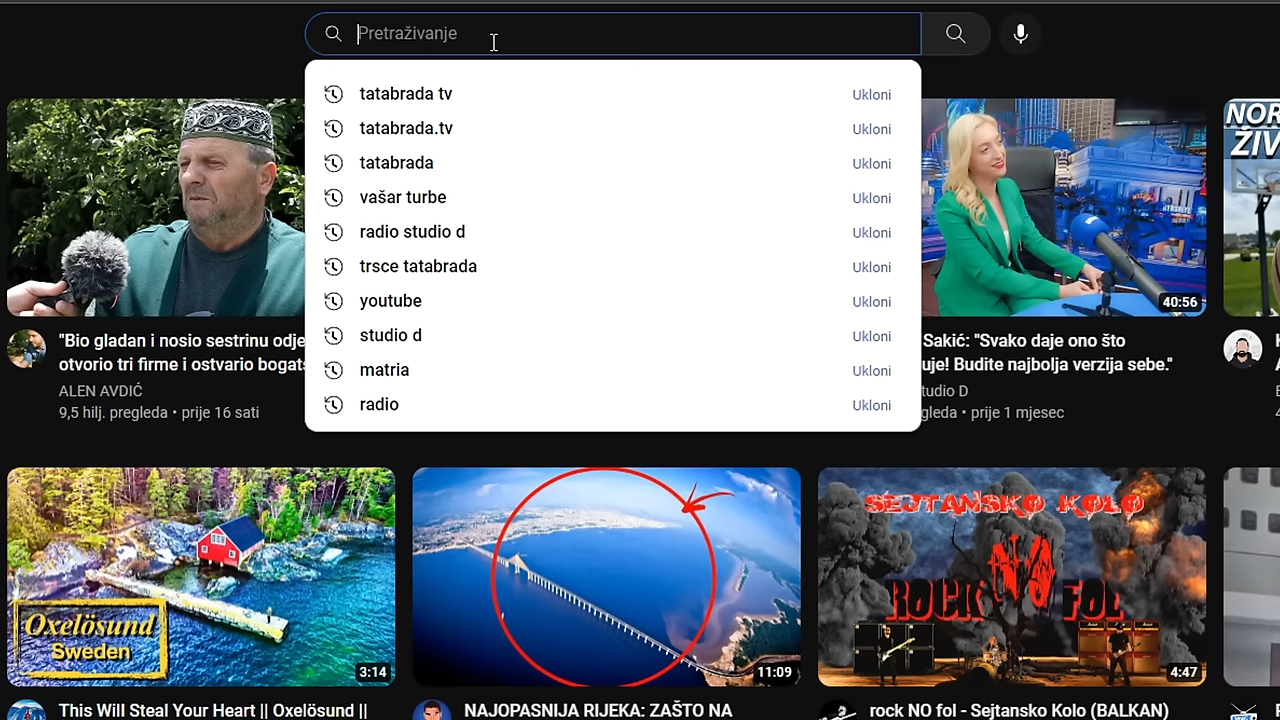 Pretraživanje
tatabrada tv Ukloni
tatabrada.tv Ukloni
tatabrada Ukloni
vašar turbe Ukloni
radio studio d Ukloni
trsce tatabrada Ukloni
youtube Ukloni
studio d Ukloni
matria Ukloni
radio Ukloni
40:56
"Bio gladan i nosio sestrinu odje
otvorio tri firme i ostvario bogats
ALEN AVDIĆ
9,5 hilj. pregleda • prije 16 sati
Sakić: "Svako daje ono što
uje! Budite najbolja verzija sebe."
tudio D
gleda • prije 1 mjesec
NOR
ŽIV
Oxelösund
Sweden
3:14
11:09
SEJTANSKO KOLO
ROCK NO FOL
4:47
This Will Steal Your Heart || Oxelösund ||
NAJOPASNIJA RIJEKA: ZAŠTO NA
rock NO fol - Sejtansko Kolo (BALKAN)